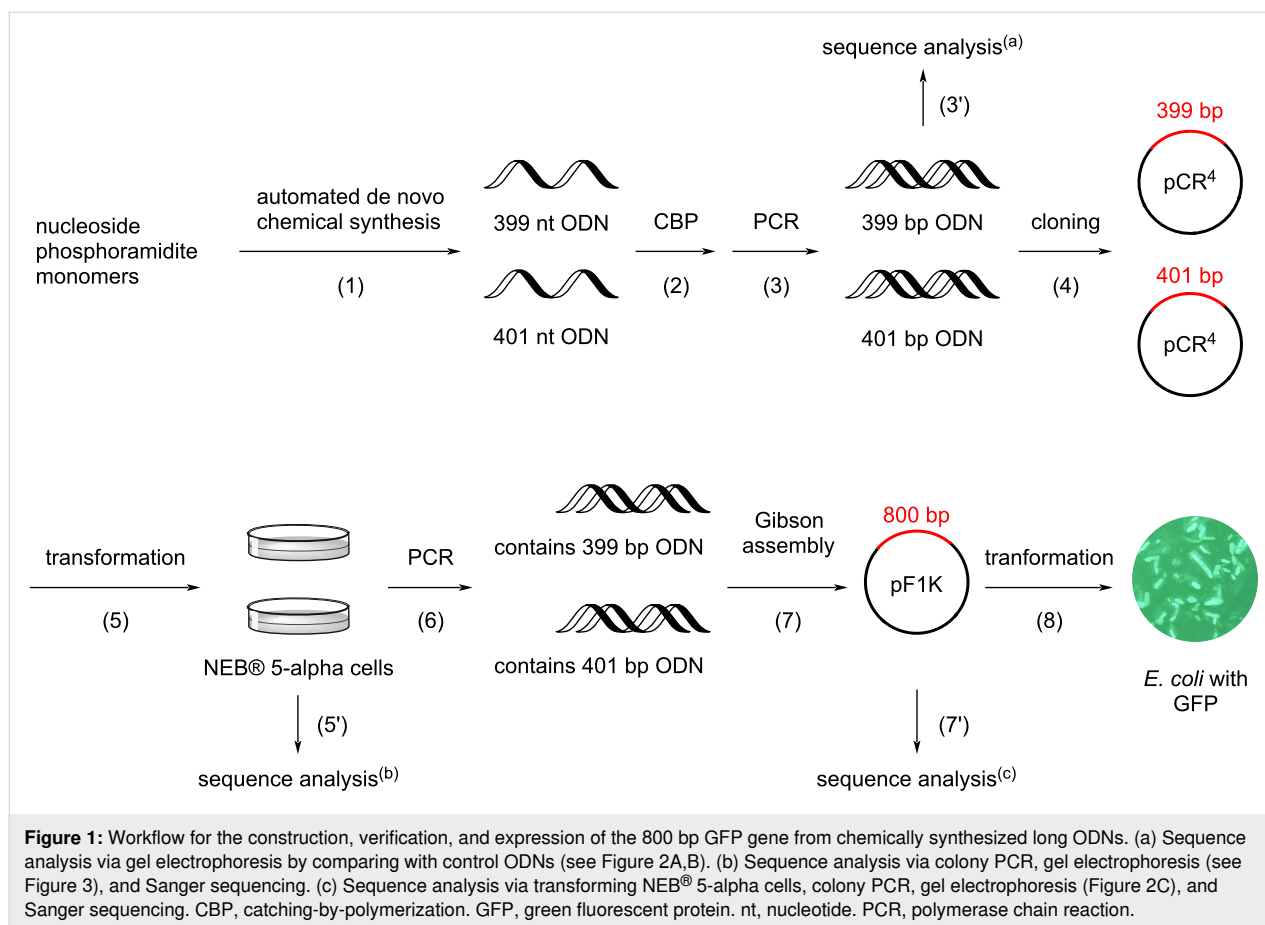 sequence analysis(a)
(3')
399 bp
pCR4
automated de novo
chemical synthesis
nucleoside
phosphoramidite
monomers
(1)
399 nt ODN
401 nt ODN
CBP
(2)
PCR
(3)
399 bp ODN
401 bp ODN
cloning
(4)
401 bp
pCR4
transformation
(5)
NEB® 5-alpha cells
(5')
sequence analysis(b)
PCR
(6)
contains 399 bp ODN
contains 401 bp ODN
Gibson
assembly
(7)
800 bp
pF1K
(7')
sequence analysis(c)
tranformation
(8)
E. coli with
GFP
Figure 1: Workflow for the construction, verification, and expression of the 800 bp GFP gene from chemically synthesized long ODNs. (a) Sequence
analysis via gel electrophoresis by comparing with control ODNs (see Figure 2A,B). (b) Sequence analysis via colony PCR, gel electrophoresis (see
Figure 3), and Sanger sequencing. (c) Sequence analysis via transforming NEB® 5-alpha cells, colony PCR, gel electrophoresis (Figure 2C), and
Sanger sequencing. CBP, catching-by-polymerization. GFP, green fluorescent protein. nt, nucleotide. PCR, polymerase chain reaction.